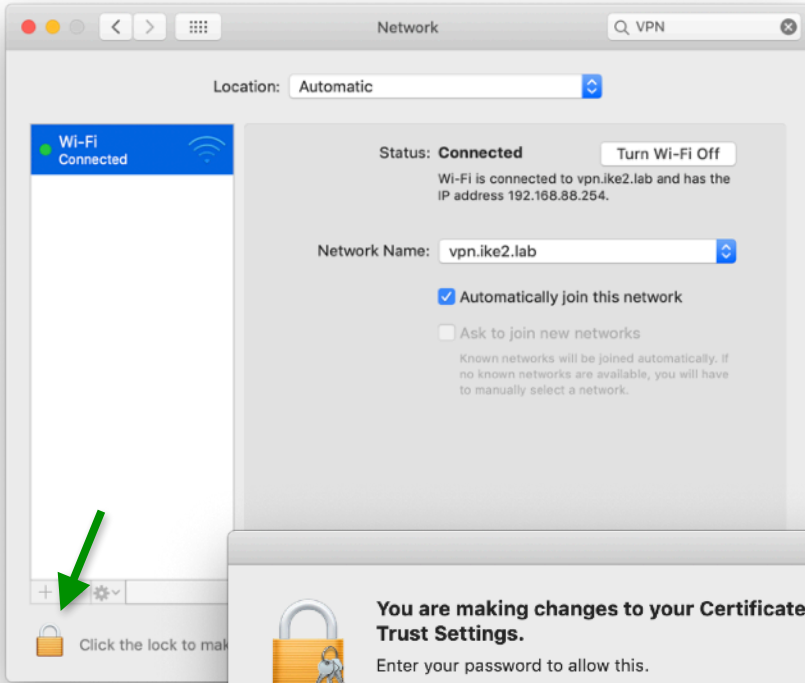 Network
VPN
Location: Automatic
Wi-Fi
Connected
Status: Connected
Turn Wi-Fi Off
Wi-Fi is connected to vpn.ike2.lab and has the
IP address 192.168.88.254.
Network Name: vpn.ike2.lab
Automatically join this network
Ask to join new networks
Known networks will be joined automatically. If
no known networks are available, you will have
to manually select a network.
Click the lock to mak
You are making changes to your Certificate
Trust Settings.
Enter your password to allow this.